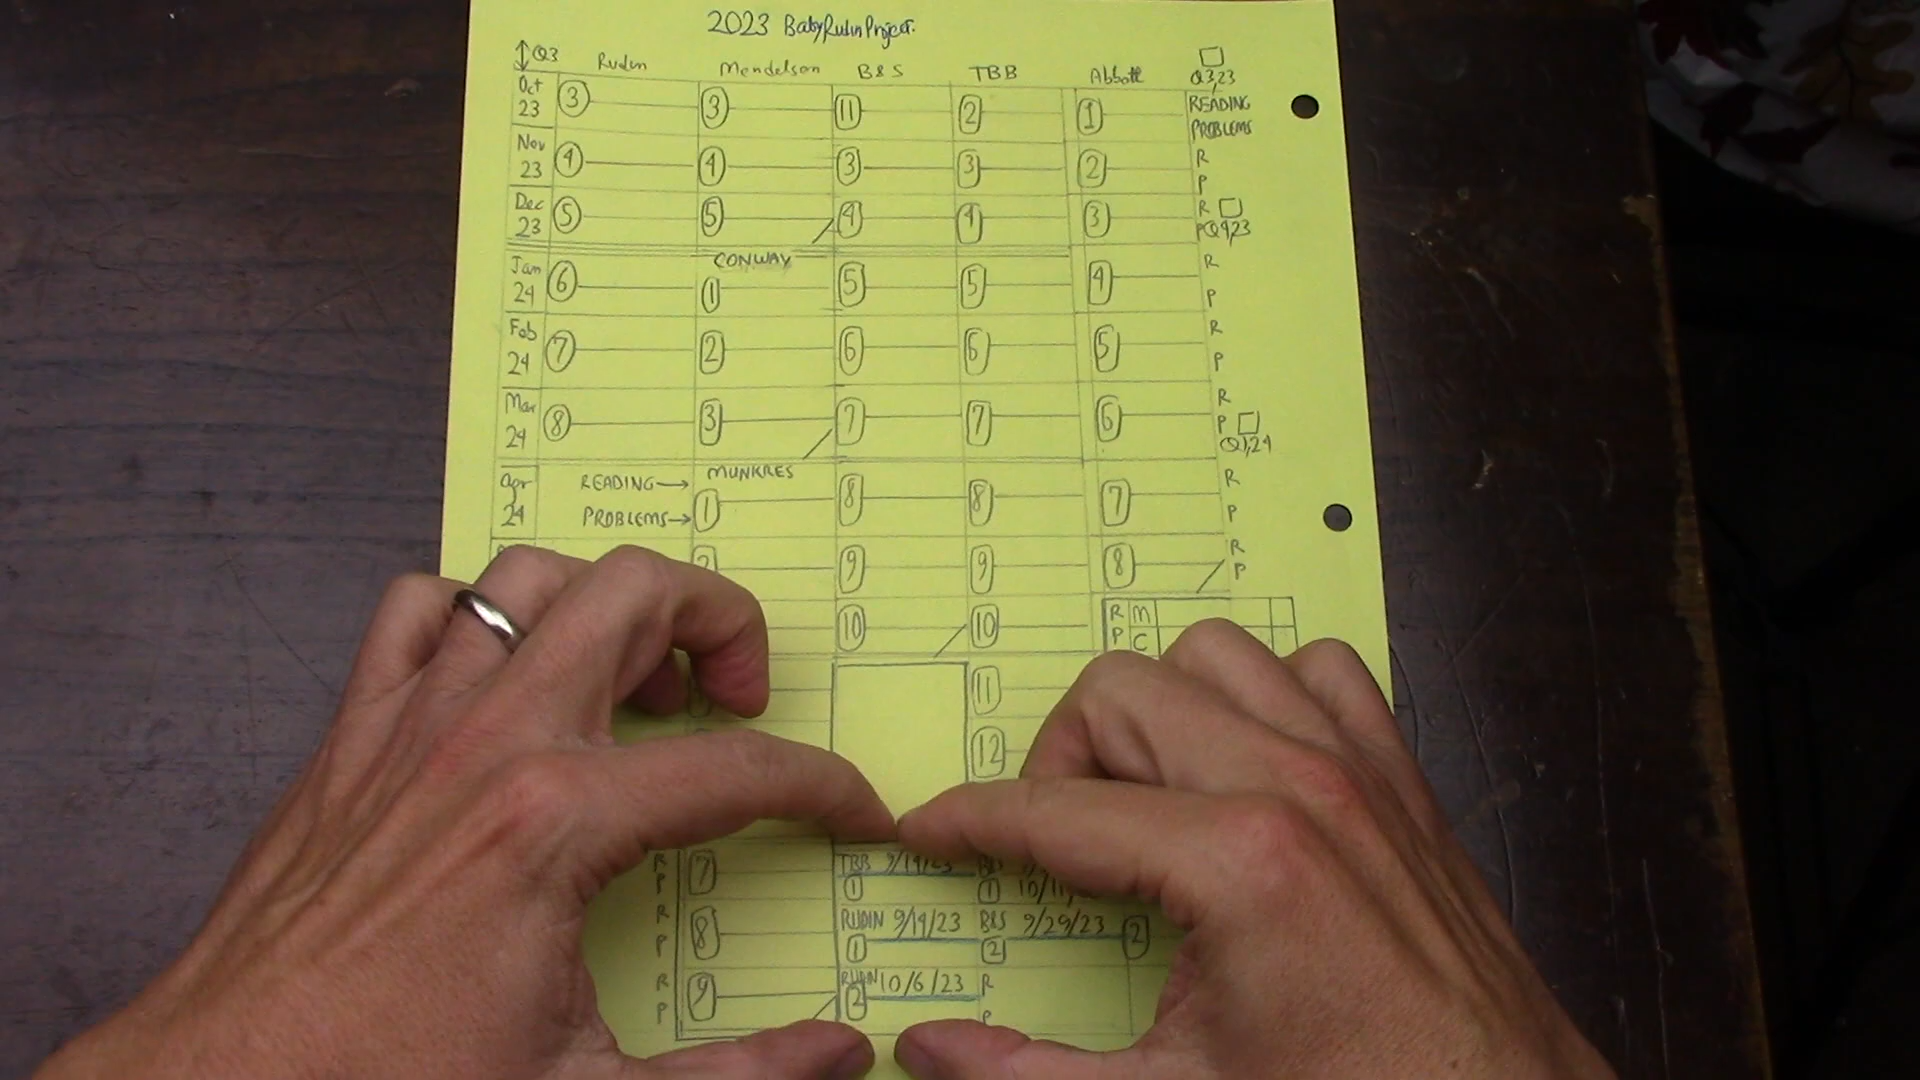 2023 BabyRudinProject.
↕Q3 Rudin Mendelson B&S TBB Abbott Q3,23
Oct 23 3 3 11 2 1 READING PROBLEMS
Nov 23 4 4 3 3 2 R P
Dec 23 5 5 4 4 3 R P Q4,23
CONWAY
Jan 24 6 1 5 5 4 R P
Feb 24 7 2 6 6 5 R P
Mar 24 8 3 7 7 6 R P Q1,24
READING→ MUNKRES
Apr 24 PROBLEMS→ 1 8 8 7 R P
9 9 8 R P
10 10 R M
P C
11
12
R P 7 TBB 9/19/23
1 1
R P 8 RUDIN 9/19/23 B&S 9/29/23 2
1 2
R P 9 RUDIN 10/6/23 R
2 P